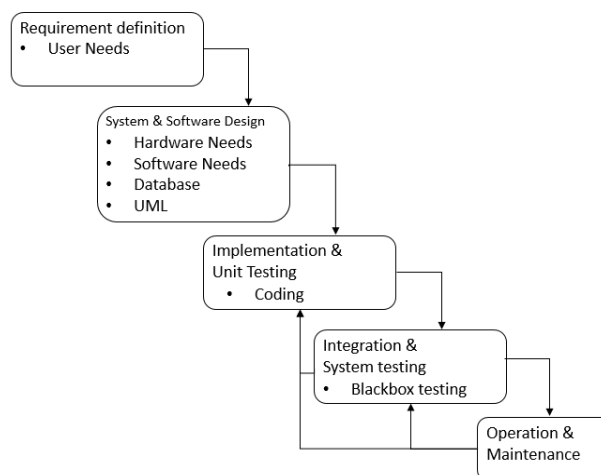 Requirement definition
• User Needs
System & Software Design
• Hardware Needs
• Software Needs
• Database
• UML
Implementation &
Unit Testing
• Coding
Integration &
System testing
• Blackbox testing
Operation &
Maintenance